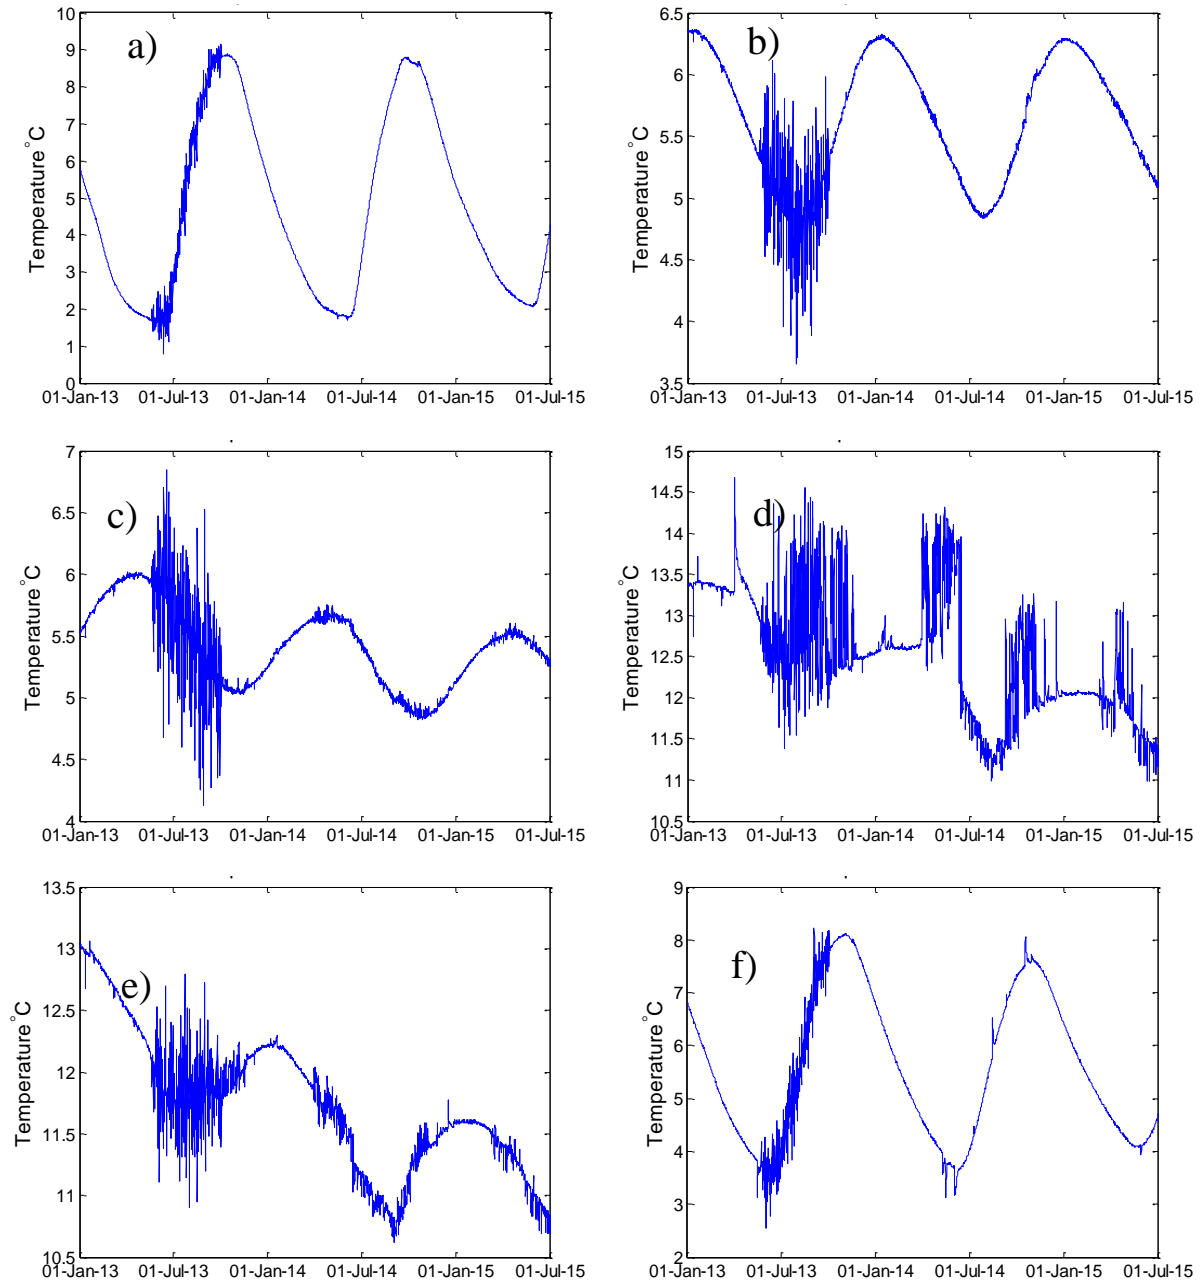 a)
Temperature°C
10
9
8
7
6
5
4
3
2
1
0
01-Jan-13 01-Jul-13 01-Jan-14 01-Jul-14 01-Jan-15 01-Jul-15
b)
Temperature°C
6.5
6
5.5
5
4.5
4
3.5
01-Jan-13 01-Jul-13 01-Jan-14 01-Jul-14 01-Jan-15 01-Jul-15
c)
Temperature°C
7
6.5
6
5.5
5
4.5
4
01-Jan-13 01-Jul-13 01-Jan-14 01-Jul-14 01-Jan-15 01-Jul-15
d)
Temperature°C
15
14.5
14
13.5
13
12.5
12
11.5
11
10.5
01-Jan-13 01-Jul-13 01-Jan-14 01-Jul-14 01-Jan-15 01-Jul-15
e)
Temperature°C
13.5
13
12.5
12
11.5
11
10.5
01-Jan-13 01-Jul-13 01-Jan-14 01-Jul-14 01-Jan-15 01-Jul-15
f)
Temperature°C
9
8
7
6
5
4
3
2
01-Jan-13 01-Jul-13 01-Jan-14 01-Jul-14 01-Jan-15 01-Jul-15